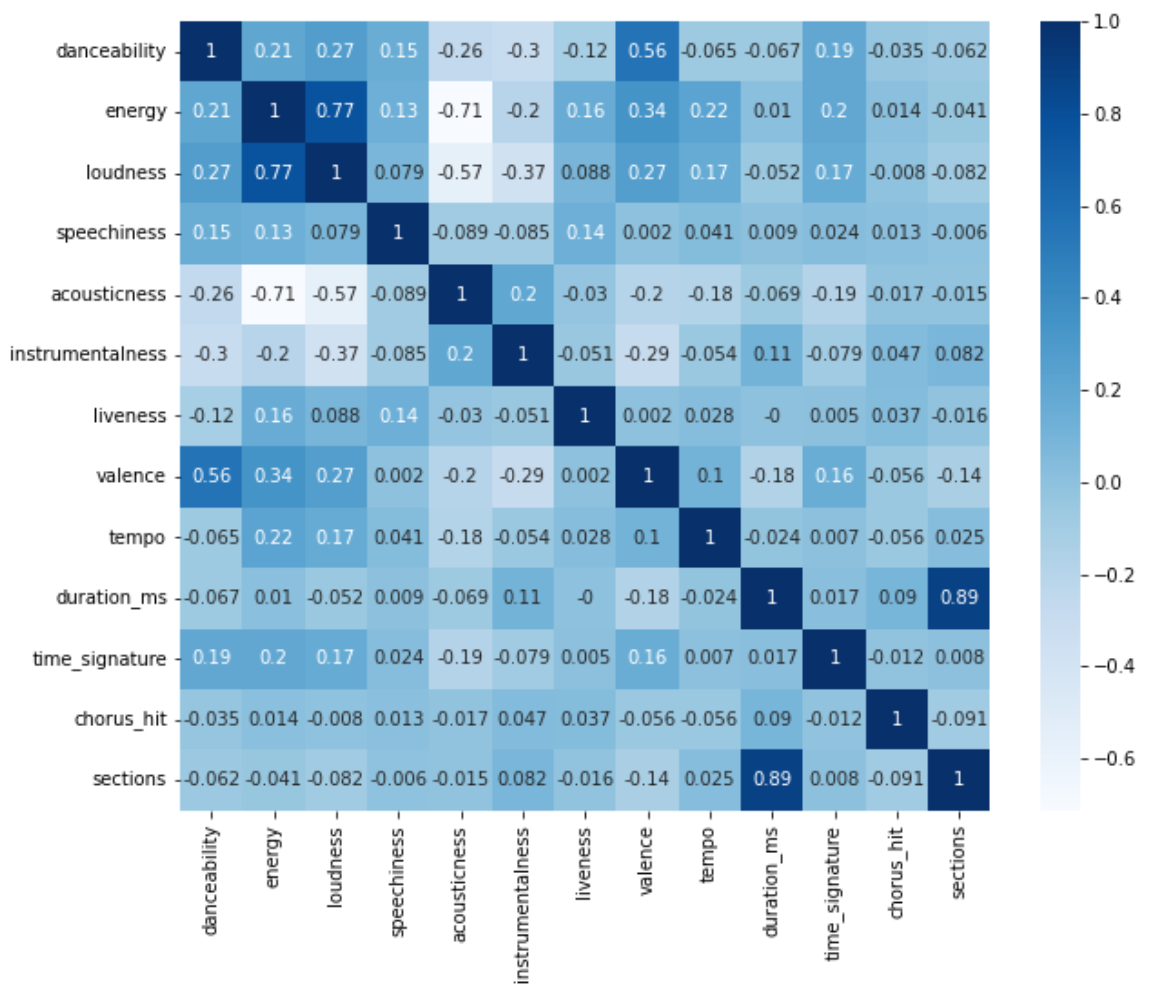 danceability 1 0.21 0.27 0.15 -0.26 -0.3 -0.12 0.56 -0.065 -0.067 0.19 -0.035 -0.062
energy 0.21 1 0.77 0.13 -0.71 -0.2 0.16 0.34 0.22 0.01 0.2 0.014 -0.041
loudness 0.27 0.77 1 0.079 -0.57 -0.37 0.088 0.27 0.17 -0.052 0.17 -0.008 -0.082
speechiness 0.15 0.13 0.079 1 -0.089 -0.085 0.14 0.002 0.041 0.009 0.024 0.013 -0.006
acousticness -0.26 -0.71 -0.57 -0.089 1 0.2 -0.03 -0.2 -0.18 -0.069 -0.19 -0.017 -0.015
instrumentalness -0.3 -0.2 -0.37 -0.085 0.2 1 -0.051 -0.29 -0.054 0.11 -0.079 0.047 0.082
liveness -0.12 0.16 0.088 0.14 -0.03 -0.051 1 0.002 0.028 -0 0.005 0.037 -0.016
valence 0.56 0.34 0.27 0.002 -0.2 -0.29 0.002 1 0.1 -0.18 0.16 -0.056 -0.14
tempo -0.065 0.22 0.17 0.041 -0.18 -0.054 0.028 0.1 1 -0.024 0.007 -0.056 0.025
duration_ms -0.067 0.01 -0.052 0.009 -0.069 0.11 -0 -0.18 -0.024 1 0.017 0.09 0.89
time_signature 0.19 0.2 0.17 0.024 -0.19 -0.079 0.005 0.16 0.007 0.017 1 -0.012 0.008
chorus_hit -0.035 0.014 -0.008 0.013 -0.017 0.047 0.037 -0.056 -0.056 0.09 -0.012 1 -0.091
sections -0.062 -0.041 -0.082 -0.006 -0.015 0.082 -0.016 -0.14 0.025 0.89 0.008 -0.091 1
danceability
energy
loudness
speechiness
acousticness
instrumentalness
liveness
valence
tempo
duration_ms
time_signature
chorus_hit
sections
1.0
0.8
0.6
0.4
0.2
0.0
−0.2
−0.4
−0.6